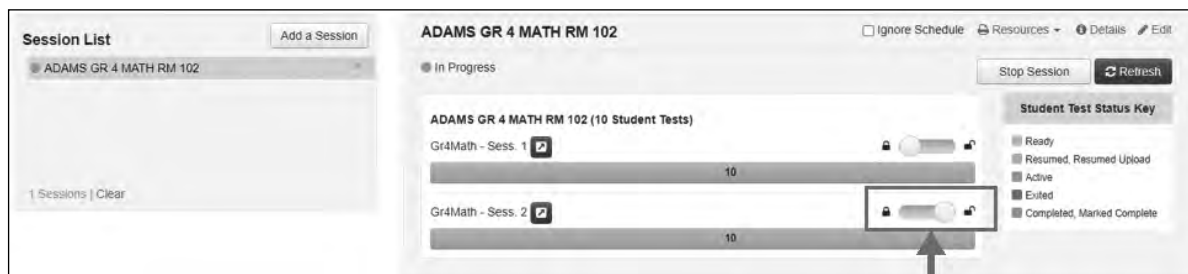 Session List
Add a Session
ADAMS GR 4 MATH RM 102
1 Sessions | Clear
ADAMS GR 4 MATH RM 102
Ignore Schedule
Resources
Details
Edit
In Progress
Stop Session
Refresh
ADAMS GR 4 MATH RM 102 (10 Student Tests)
Gr4Math - Sess. 1
10
Gr4Math - Sess. 2
10
Student Test Status Key
Ready
Resumed, Resumed Upload
Active
Exited
Completed, Marked Complete